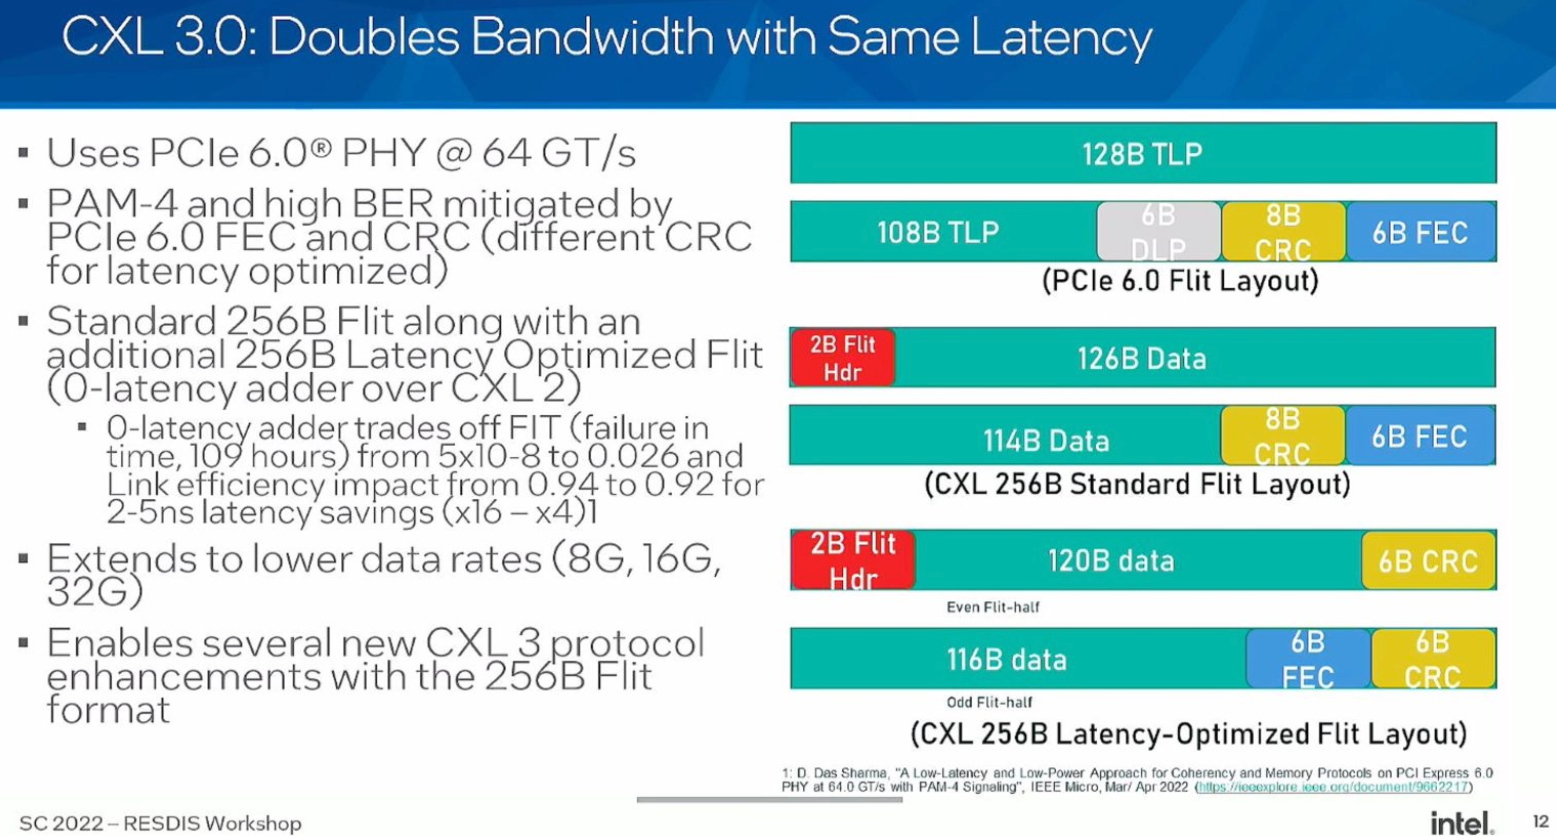 CXL 3.0: Doubles Bandwidth with Same Latency
▪ Uses PCIe 6.0® PHY @ 64 GT/s
▪ PAM-4 and high BER mitigated by
PCIe 6.0 FEC and CRC (different CRC
for latency optimized)
▪ Standard 256B Flit along with an
additional 256B Latency Optimized Flit
(0-latency adder over CXL 2)
▪ 0-latency adder trades off FIT (failure in
time, 109 hours) from 5x10-8 to 0.026 and
Link efficiency impact from 0.94 to 0.92 for
2-5ns latency savings (x16 – x4)1
▪ Extends to lower data rates (8G, 16G,
32G)
▪ Enables several new CXL 3 protocol
enhancements with the 256B Flit
format
128B TLP
108B TLP
6B
DLP
8B
CRC
6B FEC
(PCIe 6.0 Flit Layout)
2B Flit
Hdr
126B Data
114B Data
8B
CRC
6B FEC
(CXL 256B Standard Flit Layout)
2B Flit
Hdr
120B data
6B CRC
Even Flit-half
116B data
6B
FEC
6B
CRC
Odd Flit-half
(CXL 256B Latency-Optimized Flit Layout)
1: D. Das Sharma, "A Low-Latency and Low-Power Approach for Coherency and Memory Protocols on PCI Express 6.0
PHY at 64.0 GT/s with PAM-4 Signaling", IEEE Micro, Mar/ Apr 2022 (https://ieeexplore.ieee.org/document/9662217)
SC 2022 – RESDIS Workshop
intel.
12